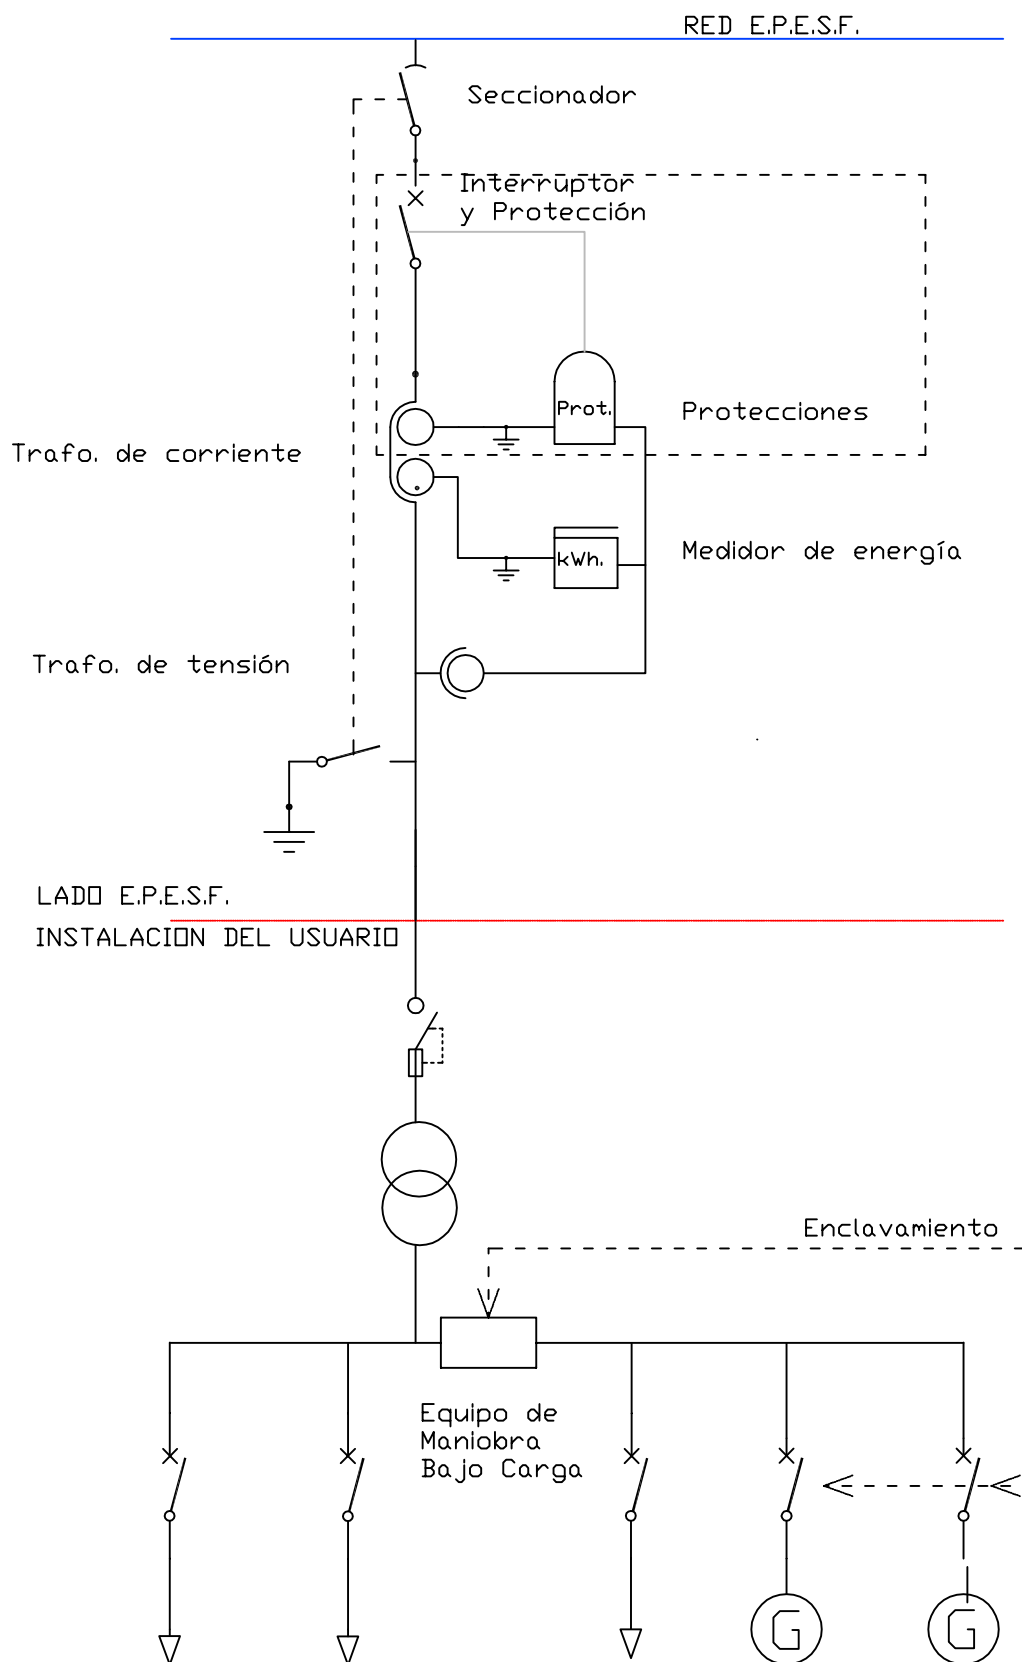 RED E.P.E.S.F.
Seccionador
Interruptor
y Protección
Prot.
Protecciones
Trafo. de corriente
kWh.
Medidor de energía
Trafo. de tensión
LADO E.P.E.S.F.
INSTALACION DEL USUARIO
Enclavamiento
Equipo de
Maniobra
Bajo Carga
G
G